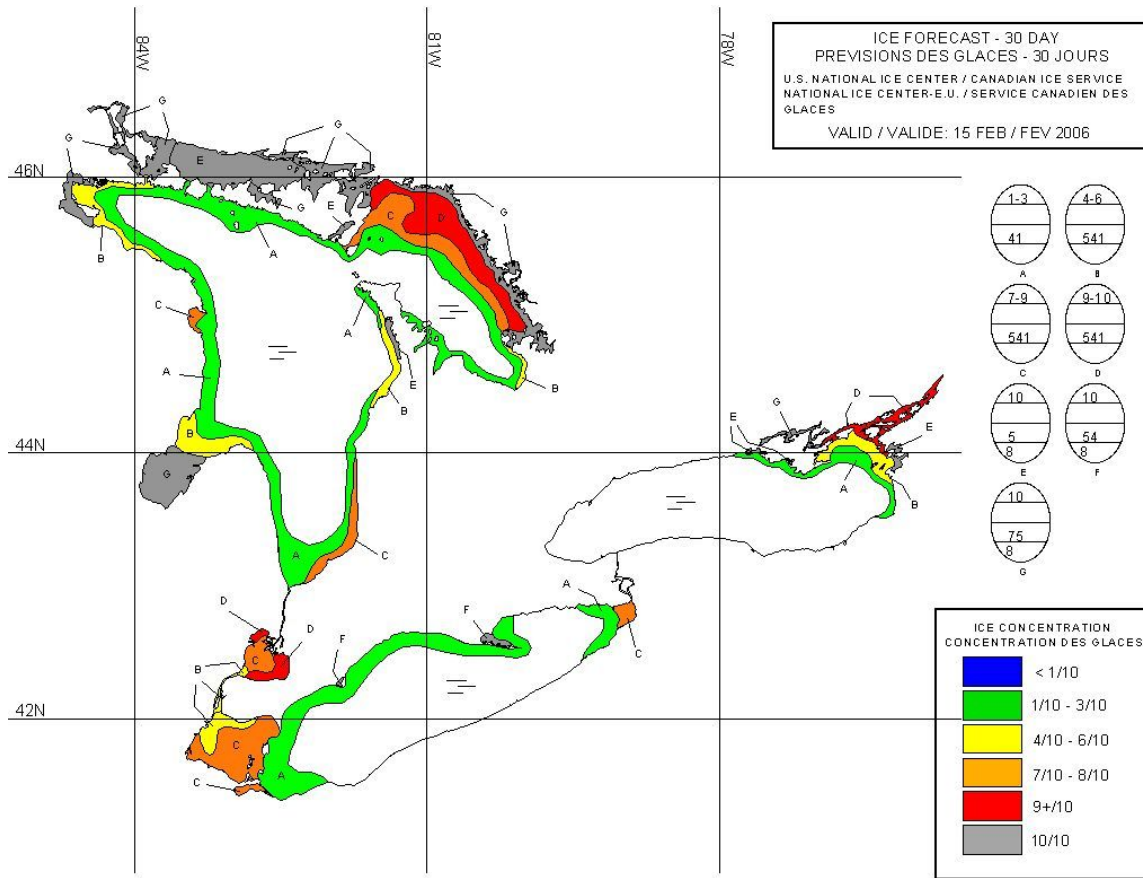 84W
81W
78W
ICE FORECAST - 30 DAY
PREVISIONS DES GLACES - 30 JOURS
U.S. NATIONAL ICE CENTER / CANADIAN ICE SERVICE
NATIONAL ICE CENTER-E.U. / SERVICE CANADIEN DES
GLACES
VALID / VALIDE: 15 FEB / FEV 2006
G
G
G
G
E
46N
G
E
G
C
D
G
A
B
C
A
A
E
B
B
G
44N
A
C
1-3
41
A
4-6
541
B
7-9
541
C
9-10
541
D
10
5
8
E
10
54
8
F
10
75
8
G
A
B
D
G
E
E
A
B
D
D
C
F
F
A
C
B
42N
C
C
A
ICE CONCENTRATION
CONCENTRATION DES GLACES
< 1/10
1/10 - 3/10
4/10 - 6/10
7/10 - 8/10
9+/10
10/10